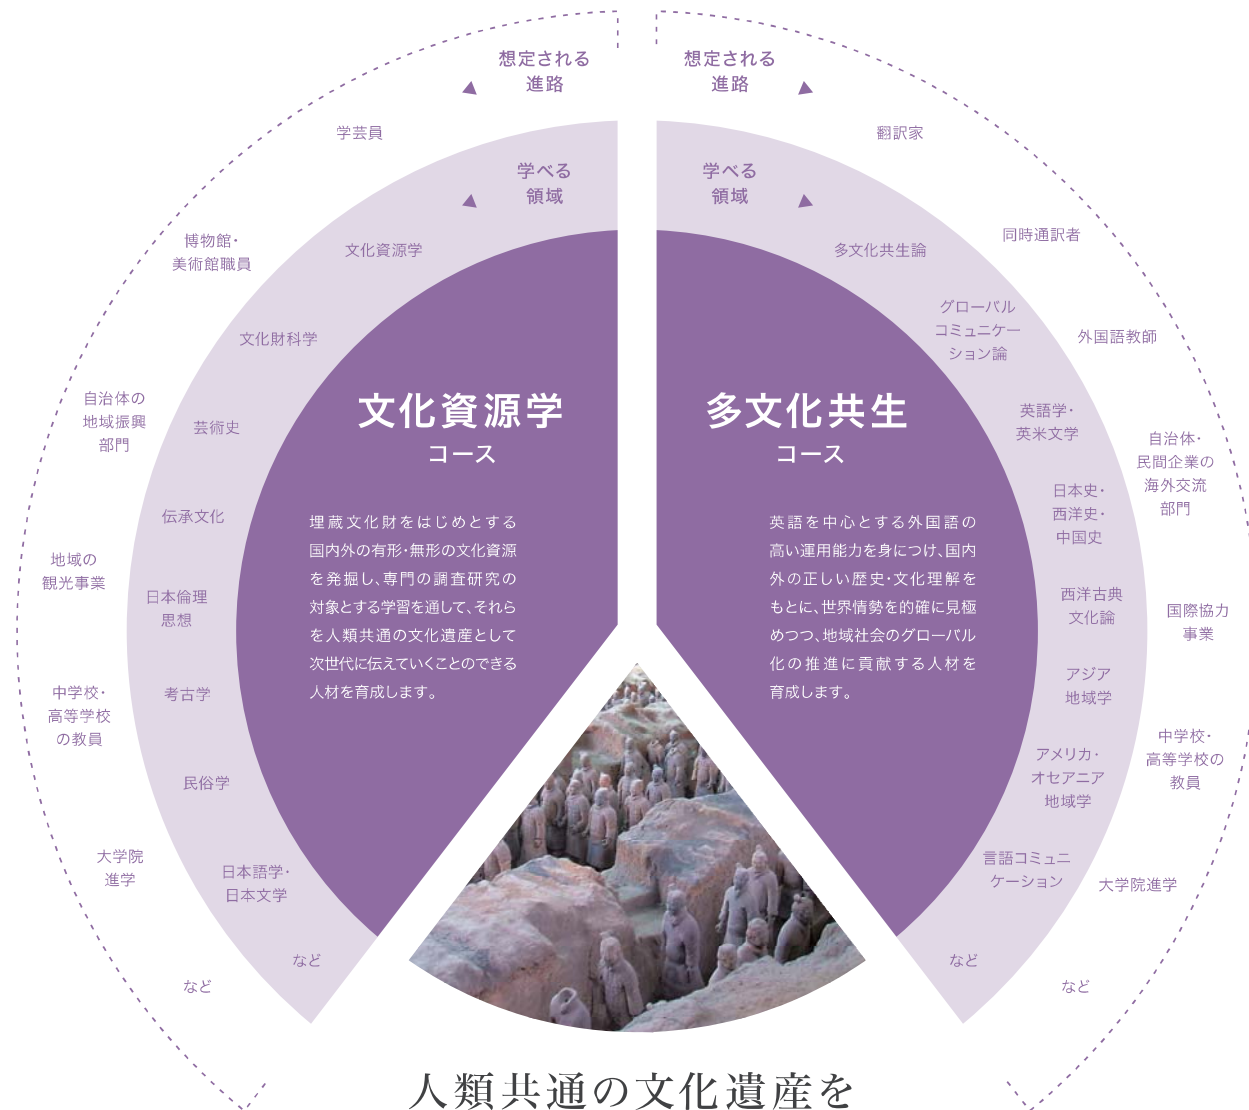 想定される
進路
学芸員
博物館・
美術館職員
自治体の
地域振興
部門
地域の
観光事業
中学校・
高等学校
の教員
大学院
進学
など
学べる
領域
文化資源学
文化財科学
芸術史
伝承文化
日本倫理
思想
考古学
民俗学
日本語学・
日本文学
など
文化資源学
コース
埋蔵文化財をはじめとする
国内外の有形・無形の文化資源
を発掘し、専門の調査研究の
対象とする学習を通して、それら
を人類共通の文化遺産として
次世代に伝えていくことのできる
人材を育成します。
想定される
進路
翻訳家
同時通訳者
外国語教師
自治体・
民間企業の
海外交流
部門
国際協力
事業
中学校・
高等学校の
教員
大学院進学
など
学べる
領域
多文化共生論
グローバル
コミュニケー
ション論
英語学・
英米文学
日本史・
西洋史・
中国史
西洋古典
文化論
アジア
地域学
アメリカ・
オセアニア
地域学
言語コミュニ
ケーション
など
多文化共生
コース
英語を中心とする外国語の
高い運用能力を身につけ、国内
外の正しい歴史・文化理解を
もとに、世界情勢を的確に見極
めつつ、地域社会のグローバル
化の推進に貢献する人材を
育成します。
人類共通の文化遺産を